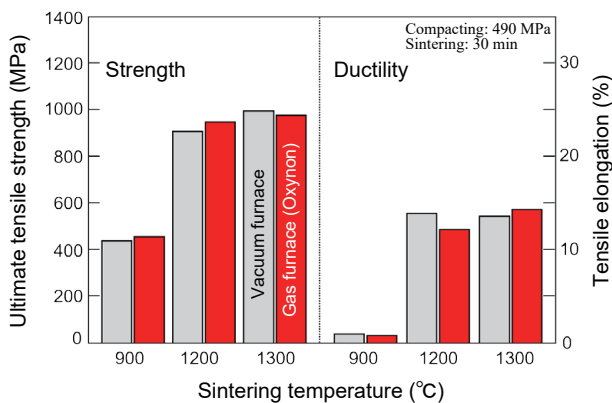 Ultimate tensile strength (MPa)
1400
1200
1000
800
600
400
200
0
Strength
Ductility
Compacting: 490 MPa
Sintering: 30 min
Vacuum furnace
Gas furnace (Oxynon)
30
20
10
0
Tensile elongation (%)
900
1200
1300
900
1200
1300
Sintering temperature (℃)